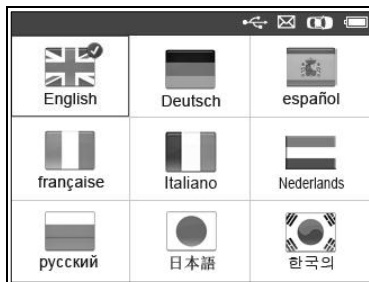 English
Deutsch
español
française
Italiano
Nederlands
русский
日本語
한국의